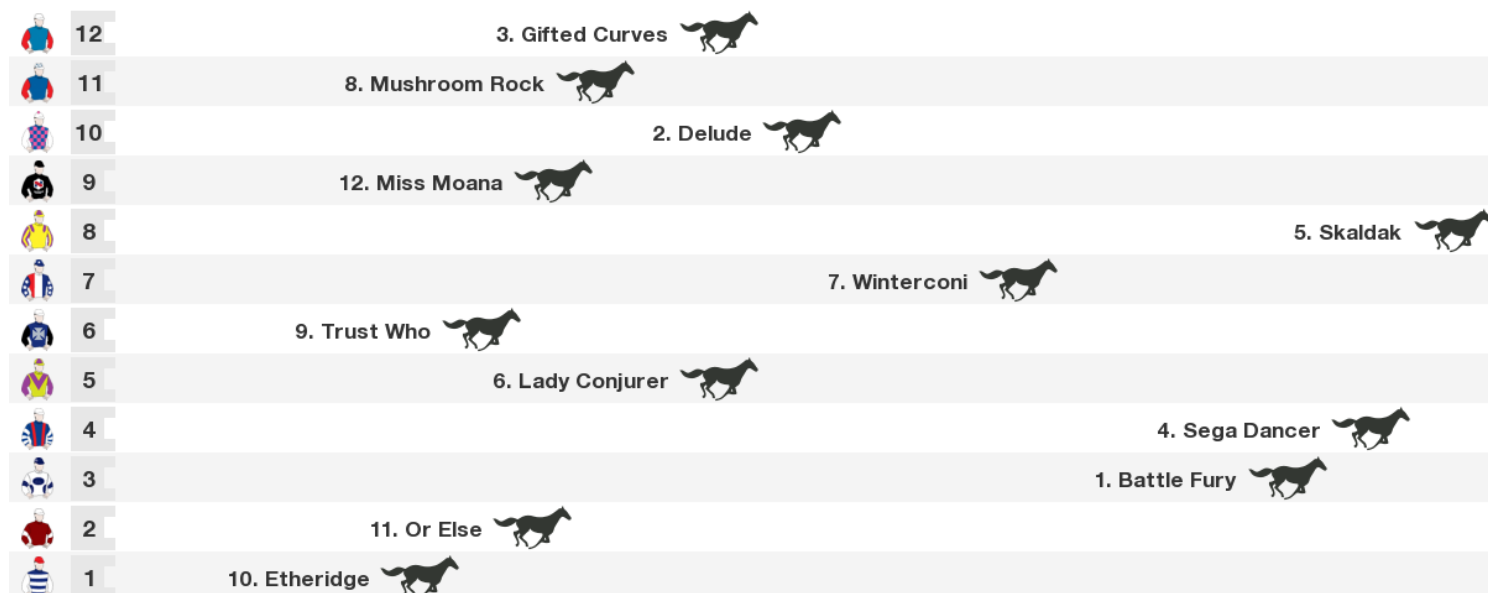 12 3. Gifted Curves
11 8. Mushroom Rock
10 2. Delude
9 12. Miss Moana
8 5. Skaldak
7 7. Winterconi
6 9. Trust Who
5 6. Lady Conjurer
4 4. Sega Dancer
3 1. Battle Fury
2 11. Or Else
1 10. Etheridge